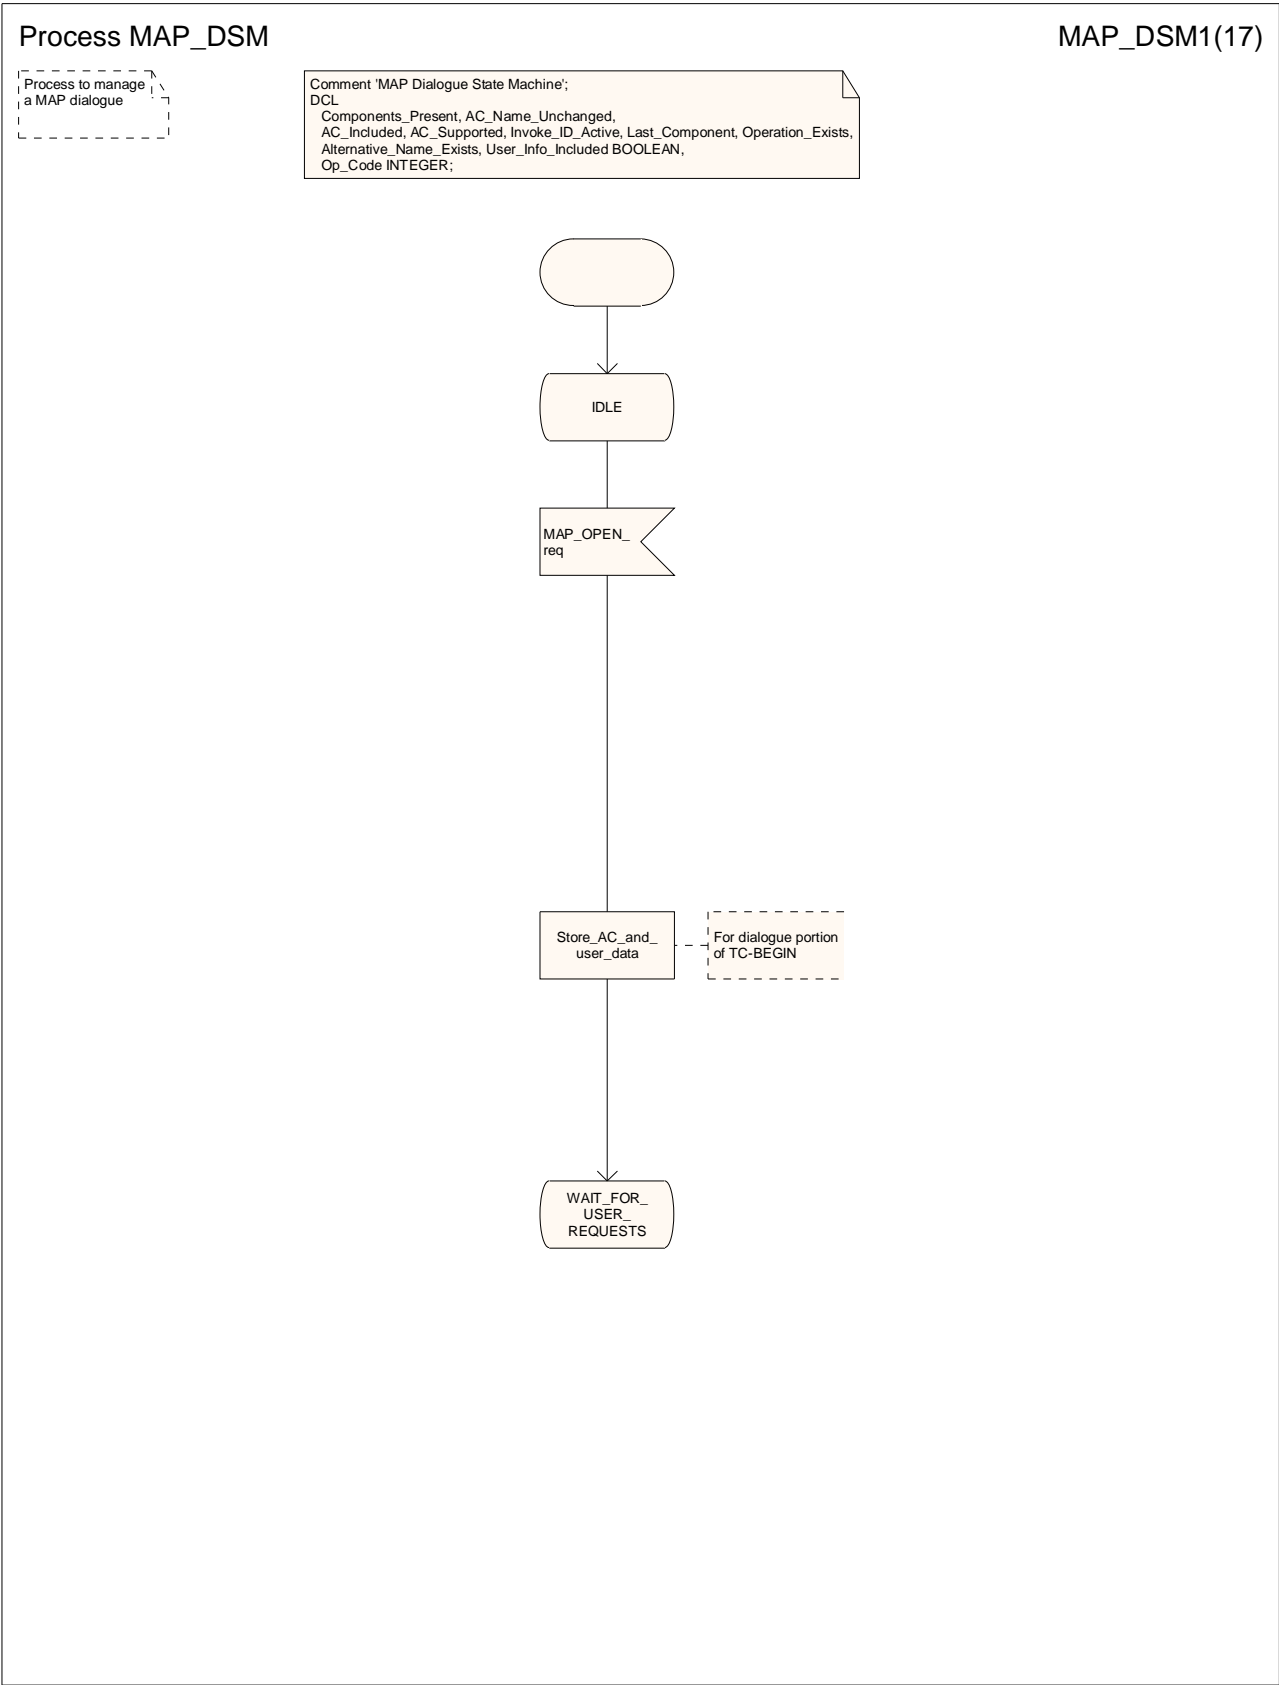 Process MAP_DSM
MAP_DSM1(17)
Process to manage
a MAP dialogue
Comment 'MAP Dialogue State Machine';
DCL
Components_Present, AC_Name_Unchanged,
AC_Included, AC_Supported, Invoke_ID_Active, Last_Component, Operation_Exists,
Alternative_Name_Exists, User_Info_Included BOOLEAN,
Op_Code INTEGER;
IDLE
MAP_OPEN_
req
Store_AC_and_
user_data
For dialogue portion
of TC-BEGIN
WAIT_FOR_
USER_
REQUESTS